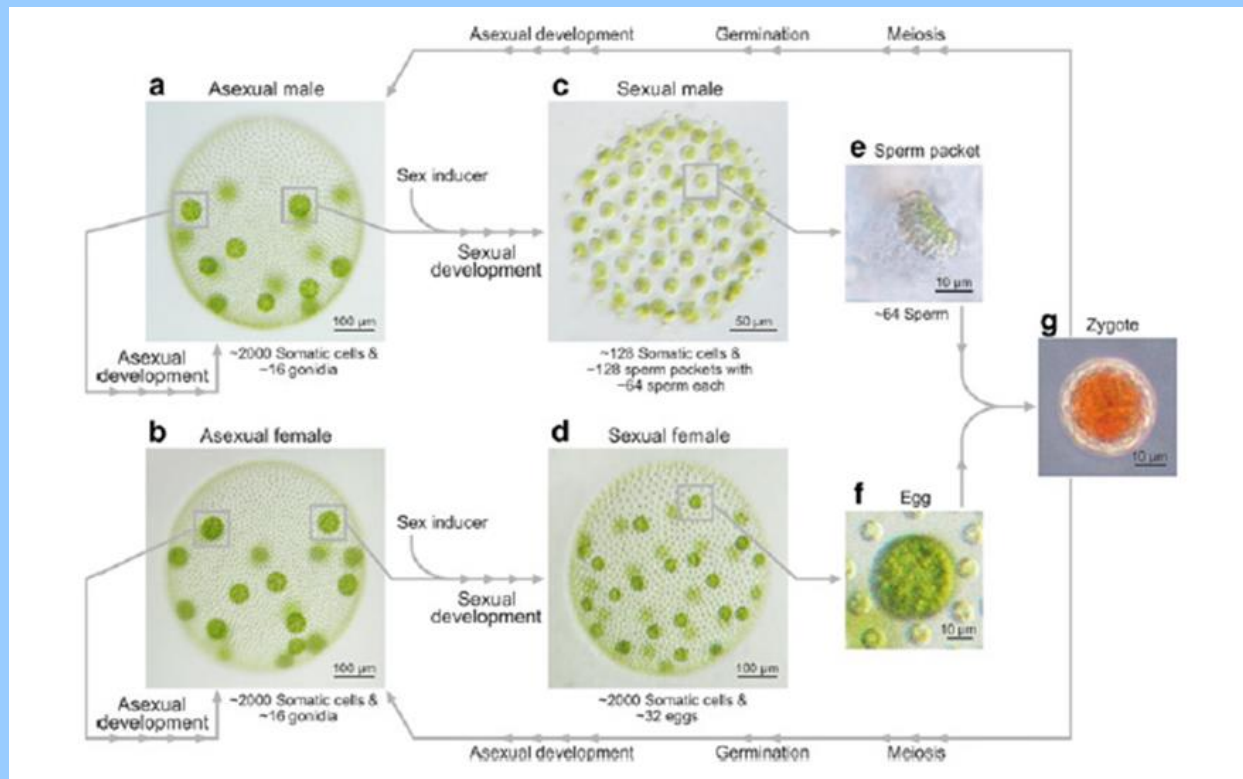 Asexual development Germination Meiosis
a Asexual male
c Sexual male
e Sperm packet
Sex inducer
Sexual
development
10 µm
~64 Sperm
g Zygote
100 µm
50 µm
Asexual
development
~2000 Somatic cells &
~16 gonidia
~128 Somatic cells &
~128 sperm packets with
~64 sperm each
10 µm
b Asexual female
d Sexual female
f Egg
Sex inducer
Sexual
development
10 µm
100 µm
100 µm
Asexual
development
~2000 Somatic cells &
~16 gonidia
~2000 Somatic cells &
~32 eggs
Asexual development Germination Meiosis